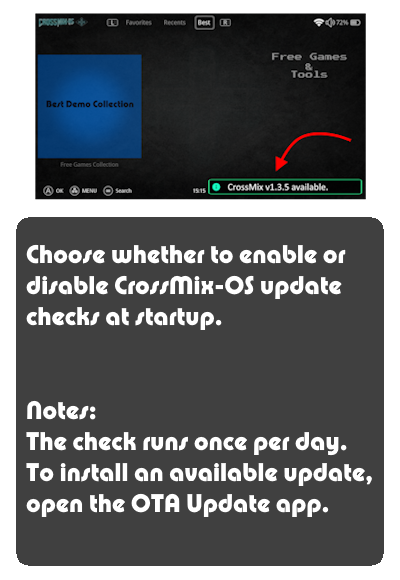 CROSSMIX-OS
L Favorites Recents Best R 72%
Free Games
&
Tools
Best Demo Collection
Free Games Collection
A OK MENU Search 15:15 CrossMix v1.3.5 available.
Choose whether to enable or
disable CrossMix-OS update
checks at startup.
Notes:
The check runs once per day.
To install an available update,
open the OTA Update app.